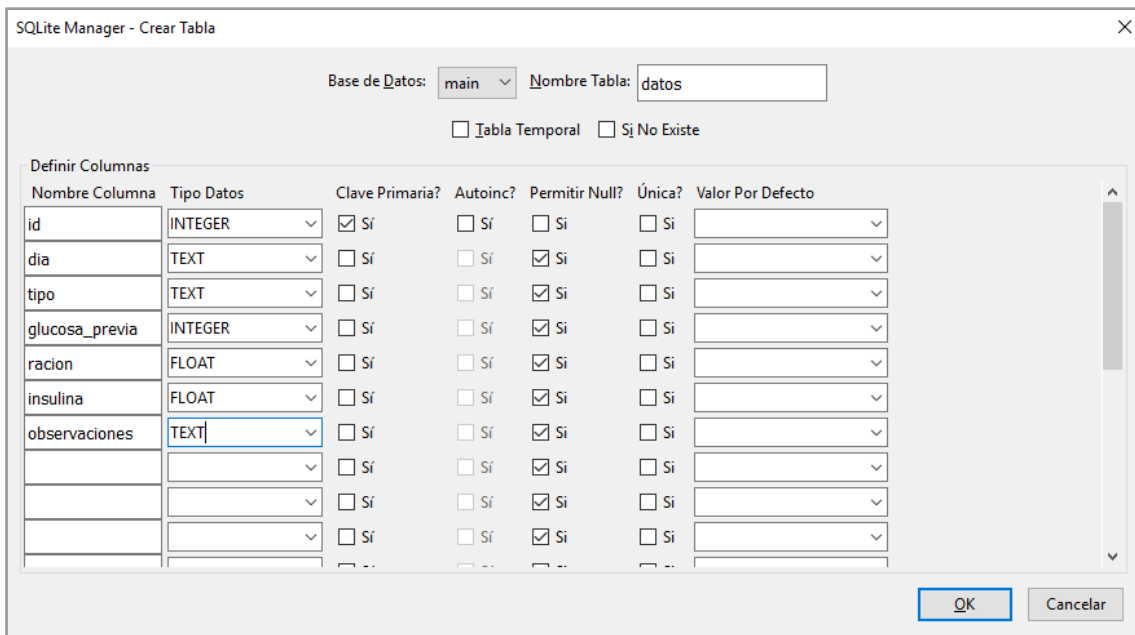 SQLite Manager - Crear Tabla
Base de Datos: main Nombre Tabla: datos
Tabla Temporal Si No Existe
Definir Columnas
Nombre Columna Tipo Datos Clave Primaria? Autoinc? Permitir Null? Única? Valor Por Defecto
id INTEGER Sí Sí Si Si
dia TEXT Sí Sí Si Si
tipo TEXT Sí Sí Si Si
glucosa_previa INTEGER Sí Sí Si Si
racion FLOAT Sí Sí Si Si
insulina FLOAT Sí Sí Si Si
observaciones TEXT Sí Sí Si Si
Sí Sí Si Si
Sí Sí Si Si
Sí Sí Si Si
OK Cancelar